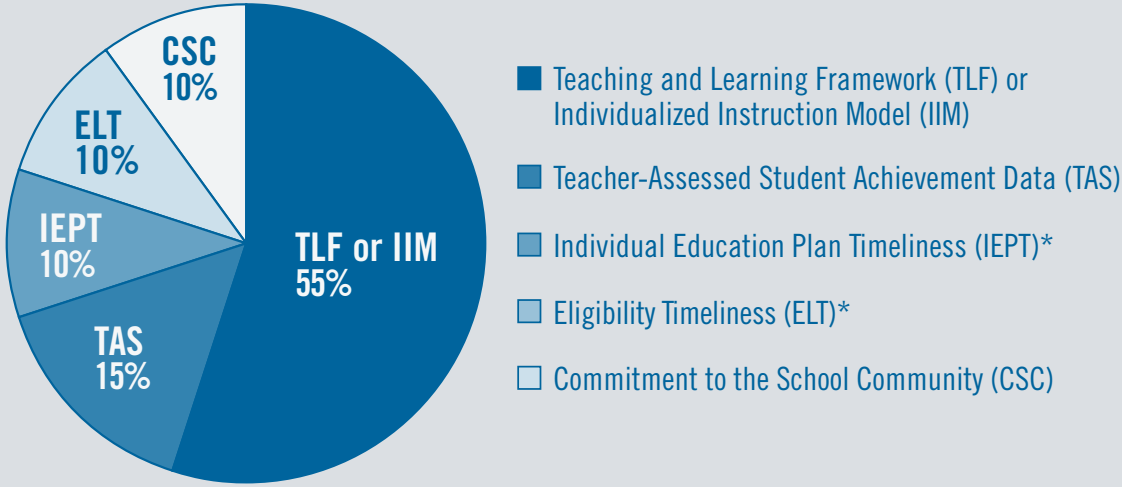 CSC
10%
ELT
10%
IEPT
10%
TAS
15%
TLF or IIM
55%
Teaching and Learning Framework (TLF) or
Individualized Instruction Model (IIM)
Teacher-Assessed Student Achievement Data (TAS)
Individual Education Plan Timeliness (IEPT)*
Eligibility Timeliness (ELT)*
Commitment to the School Community (CSC)